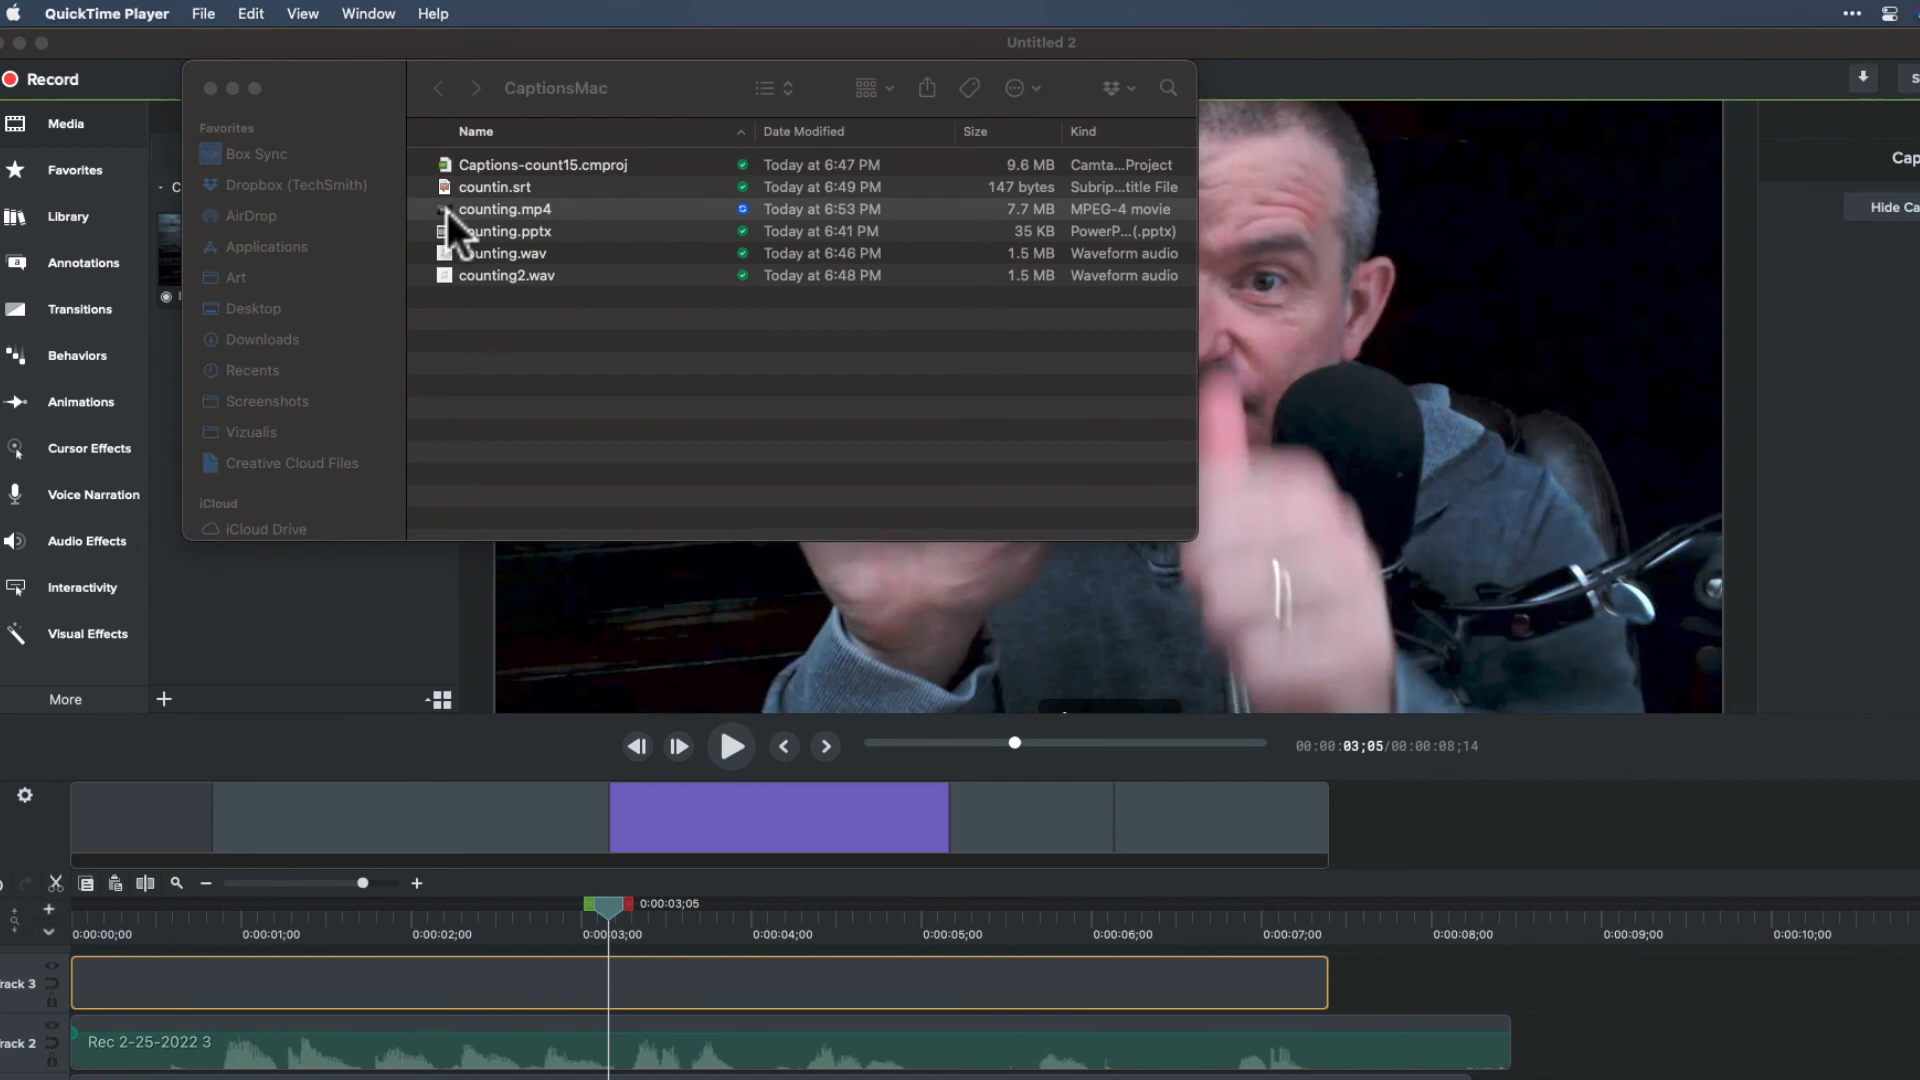 QuickTime Player File Edit View Window Help
Untitled 2
Record
CaptionsMac
Media
Favorites
Library
Annotations
Transitions
Behaviors
Animations
Cursor Effects
Voice Narration
Audio Effects
Interactivity
Visual Effects
More
Favorites
Box Sync
Dropbox (TechSmith)
AirDrop
Applications
Art
Desktop
Downloads
Recents
Screenshots
Vizualis
Creative Cloud Files
iCloud
iCloud Drive
Name Date Modified Size Kind
Captions-count15.cmproj Today at 6:47 PM 9.6 MB Camta...Project
countin.srt Today at 6:49 PM 147 bytes Subrip...title File
counting.mp4 Today at 6:53 PM 7.7 MB MPEG-4 movie
ounting.pptx Today at 6:41 PM 35 KB PowerP...(.pptx)
unting.wav Today at 6:46 PM 1.5 MB Waveform audio
counting2.wav Today at 6:48 PM 1.5 MB Waveform audio
Cap
Hide Ca
00:00:03;05/00:00:08;14
0:00:03;05
0:00:00;00 0:00:01;00 0:00:02;00 0:00:03;00 0:00:04;00 0:00:05;00 0:00:06;00 0:00:07;00 0:00:08;00 0:00:09;00 0:00:10;00
rack 3
rack 2
Rec 2-25-2022 3